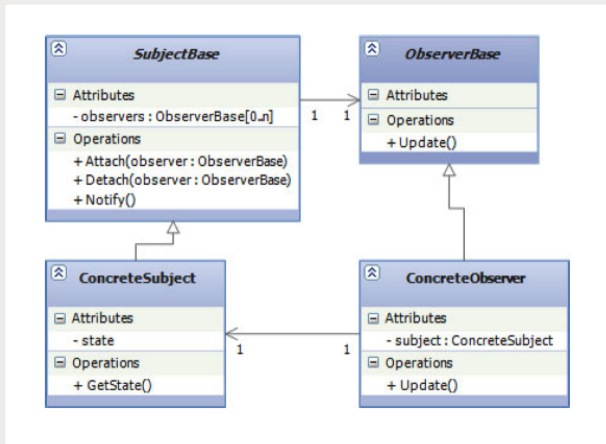 SubjectBase
Attributes
- observers : ObserverBase[0..n]
Operations
+ Attach(observer : ObserverBase)
+ Detach(observer : ObserverBase)
+ Notify()
1 1
ObserverBase
Attributes
Operations
+ Update()
ConcreteSubject
Attributes
- state
Operations
+ GetState()
1 1
ConcreteObserver
Attributes
- subject : ConcreteSubject
Operations
+ Update()